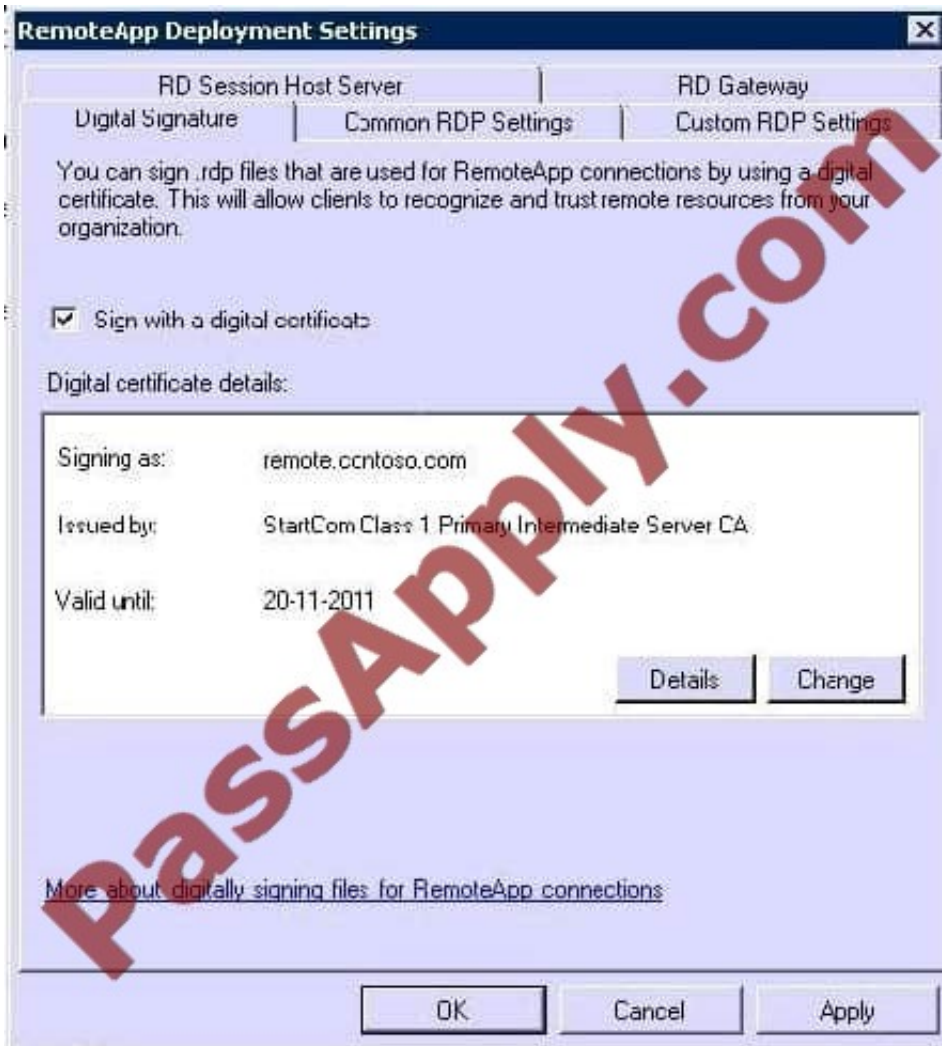 RemoteApp Deployment Settings
RD Session Host Server
RD Gateway
Digital Signature
Common RDP Settings
Custom RDP Settings
You can sign .rdp files that are used for RemoteApp connections by using a digital
certificate. This will allow clients to recognize and trust remote resources from your
organization.
Sign with a digital certificate
Digital certificate details:
Signing as: remote.contoso.com
Issued by: StartCom Class 1 Primary Intermediate Server CA
Valid until: 20-11-2011
Details
Change
More about digitally signing files for RemoteApp connections
OK
Cancel
Apply
PassApply.com